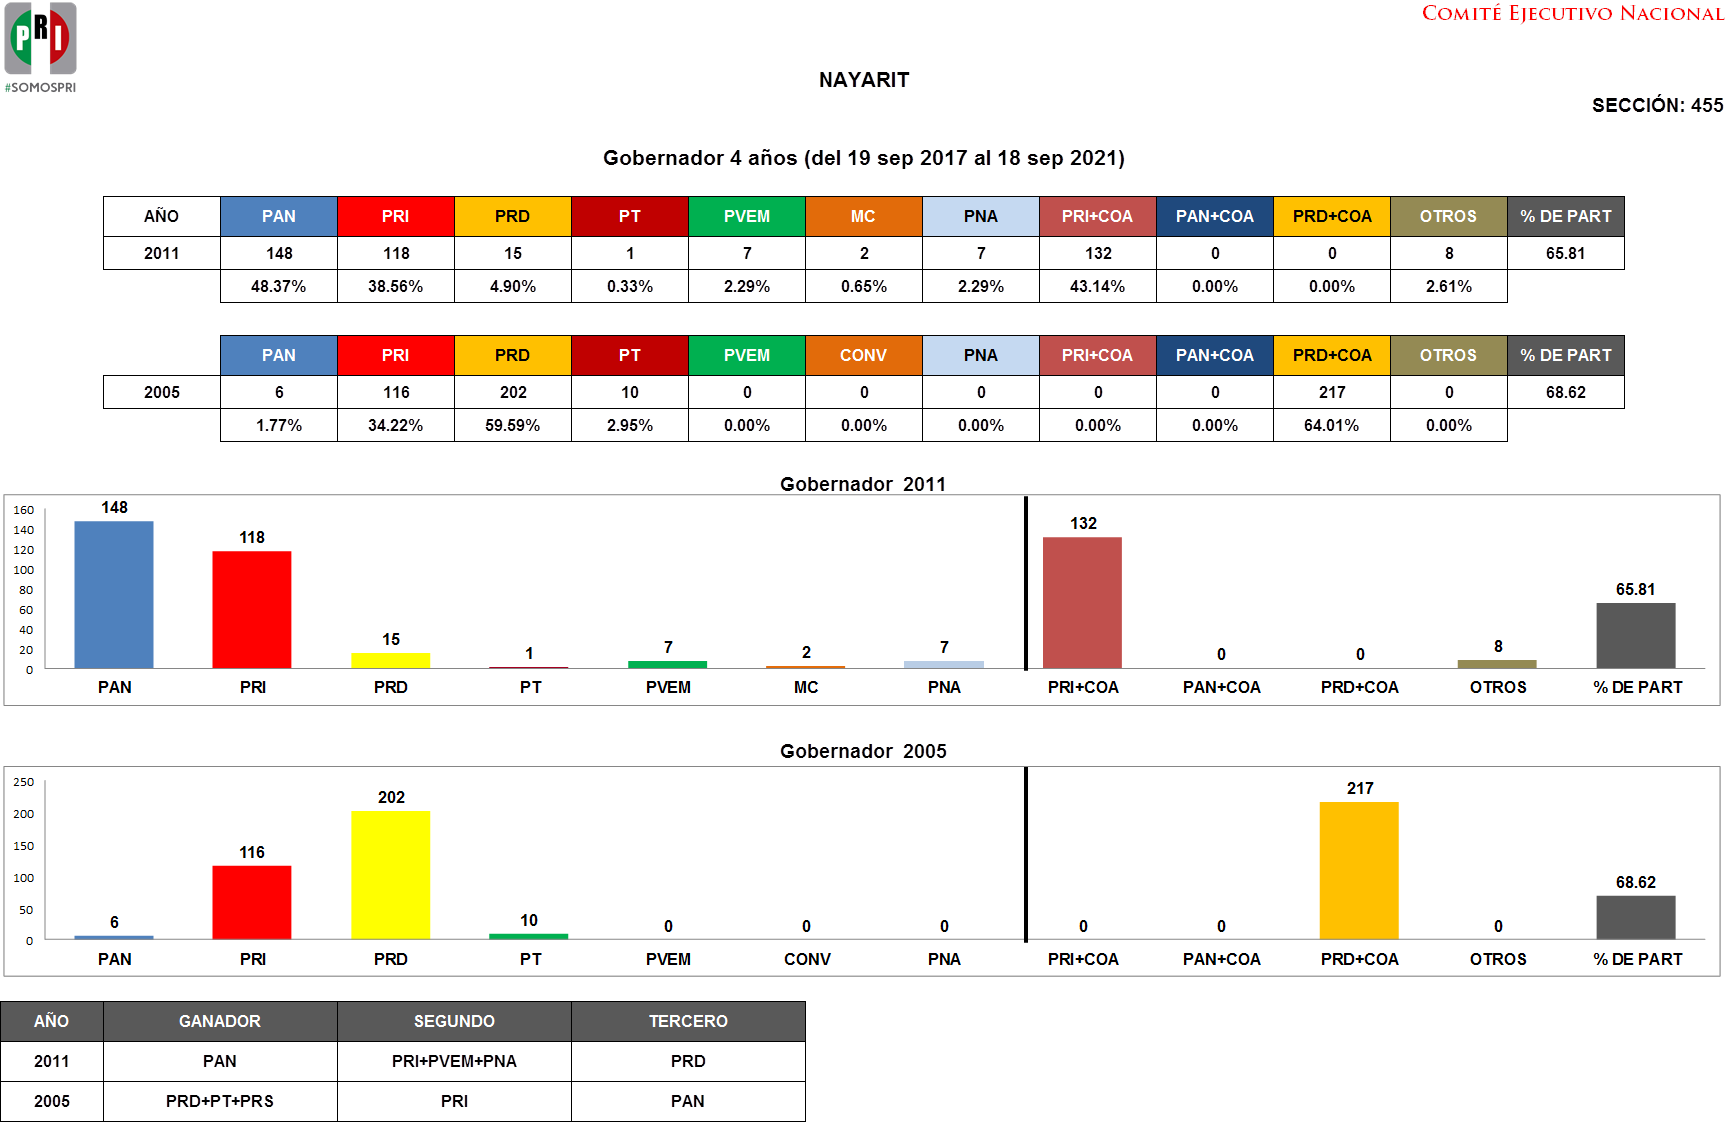 PRI
#SOMOSPRI
COMITÉ EJECUTIVO NACIONAL
NAYARIT
SECCIÓN: 455
Gobernador 4 años (del 19 sep 2017 al 18 sep 2021)
AÑO PAN PRI PRD PT PVEM MC PNA PRI+COA PAN+COA PRD+COA OTROS % DE PART
2011 148 118 15 1 7 2 7 132 0 0 8 65.81
48.37% 38.56% 4.90% 0.33% 2.29% 0.65% 2.29% 43.14% 0.00% 0.00% 2.61%
PAN PRI PRD PT PVEM CONV PNA PRI+COA PAN+COA PRD+COA OTROS % DE PART
2005 6 116 202 10 0 0 0 0 0 217 0 68.62
1.77% 34.22% 59.59% 2.95% 0.00% 0.00% 0.00% 0.00% 0.00% 64.01% 0.00%
Gobernador 2011
160
140
120
100
80
60
40
20
0
148 118 15 1 7 2 7 132 0 0 8 65.81
PAN PRI PRD PT PVEM MC PNA PRI+COA PAN+COA PRD+COA OTROS % DE PART
Gobernador 2005
250
200
150
100
50
0
6 116 202 10 0 0 0 0 0 217 0 68.62
PAN PRI PRD PT PVEM CONV PNA PRI+COA PAN+COA PRD+COA OTROS % DE PART
AÑO GANADOR SEGUNDO TERCERO
2011 PAN PRI+PVEM+PNA PRD
2005 PRD+PT+PRS PRI PAN